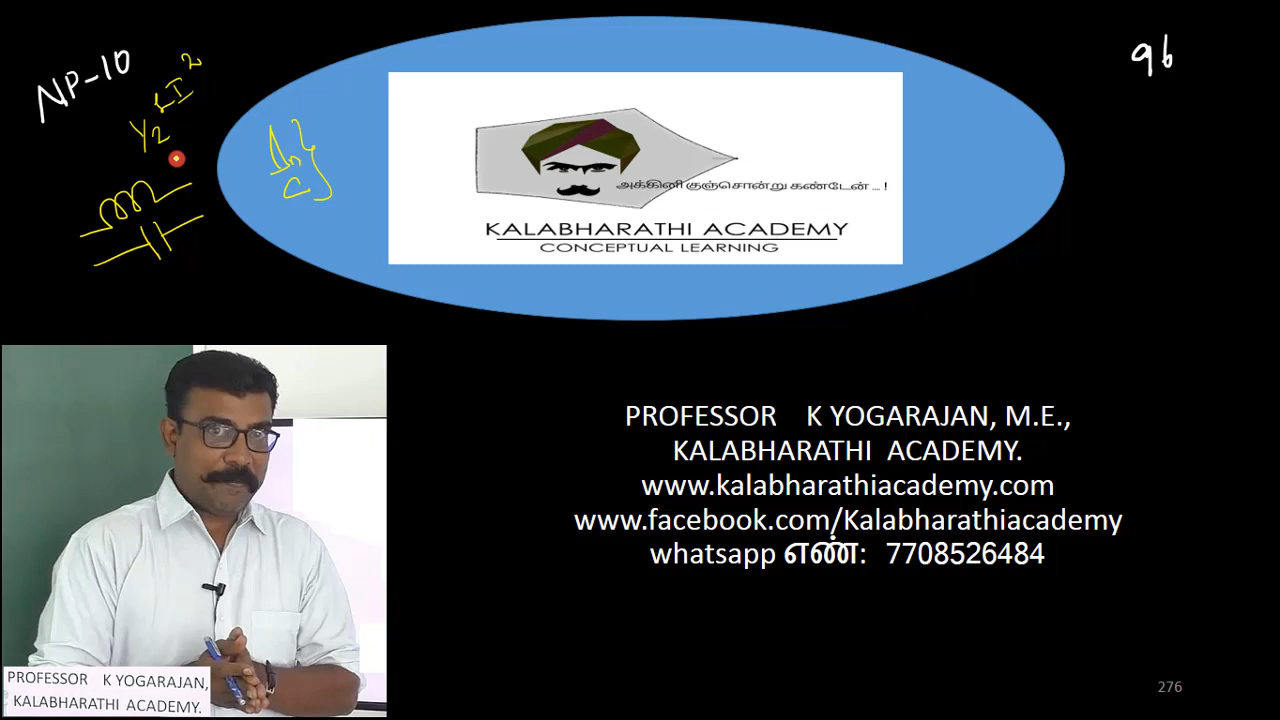 NP-10
96
அக்கினி குஞ்சொன்று கண்டேன் ... !
KALABHARATHI ACADEMY
CONCEPTUAL LEARNING
PROFESSOR K YOGARAJAN, M.E.,
KALABHARATHI ACADEMY.
www.kalabharathiacademy.com
www.facebook.com/Kalabharathiacademy
whatsapp எண்: 7708526484
PROFESSOR K YOGARAJAN,
KALABHARATHI ACADEMY.
276